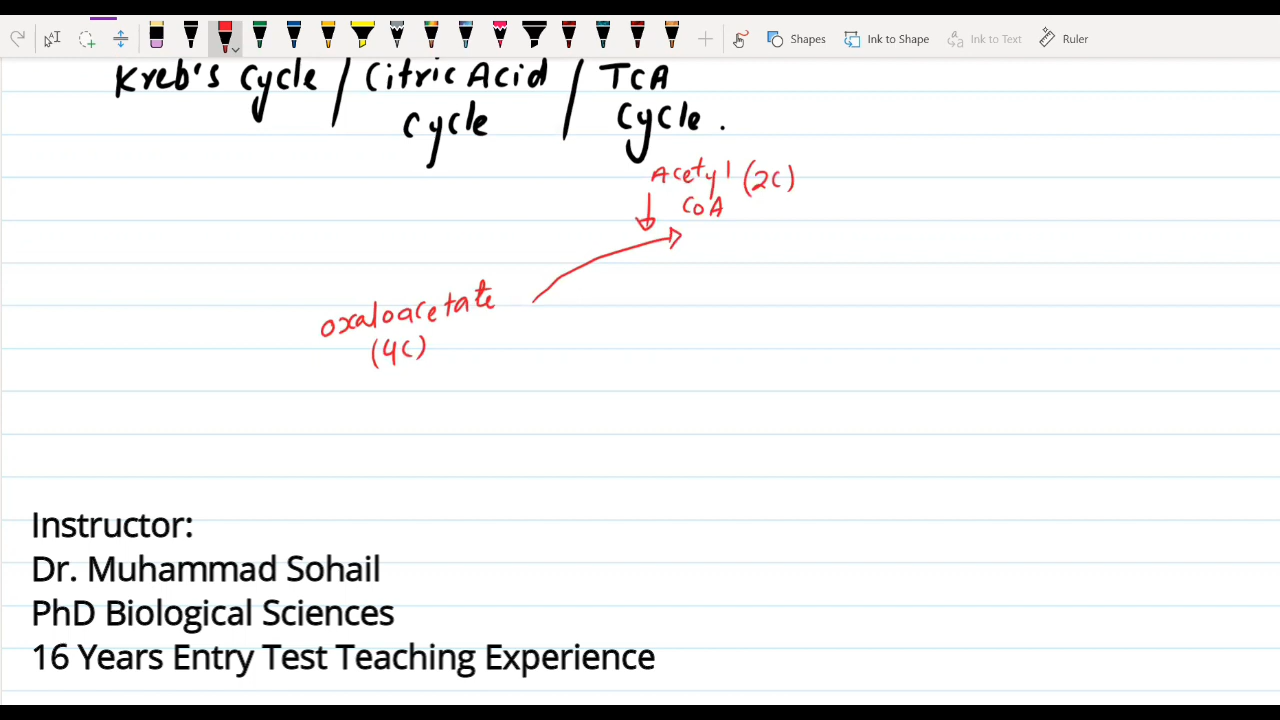 Shapes Ink to Shape Ink to Text Ruler
Kreb's Cycle / Citric Acid / TCA
Cycle Cycle.
Acetyl (2C)
CoA
oxaloacetate
(4C)
Instructor:
Dr. Muhammad Sohail
PhD Biological Sciences
16 Years Entry Test Teaching Experience